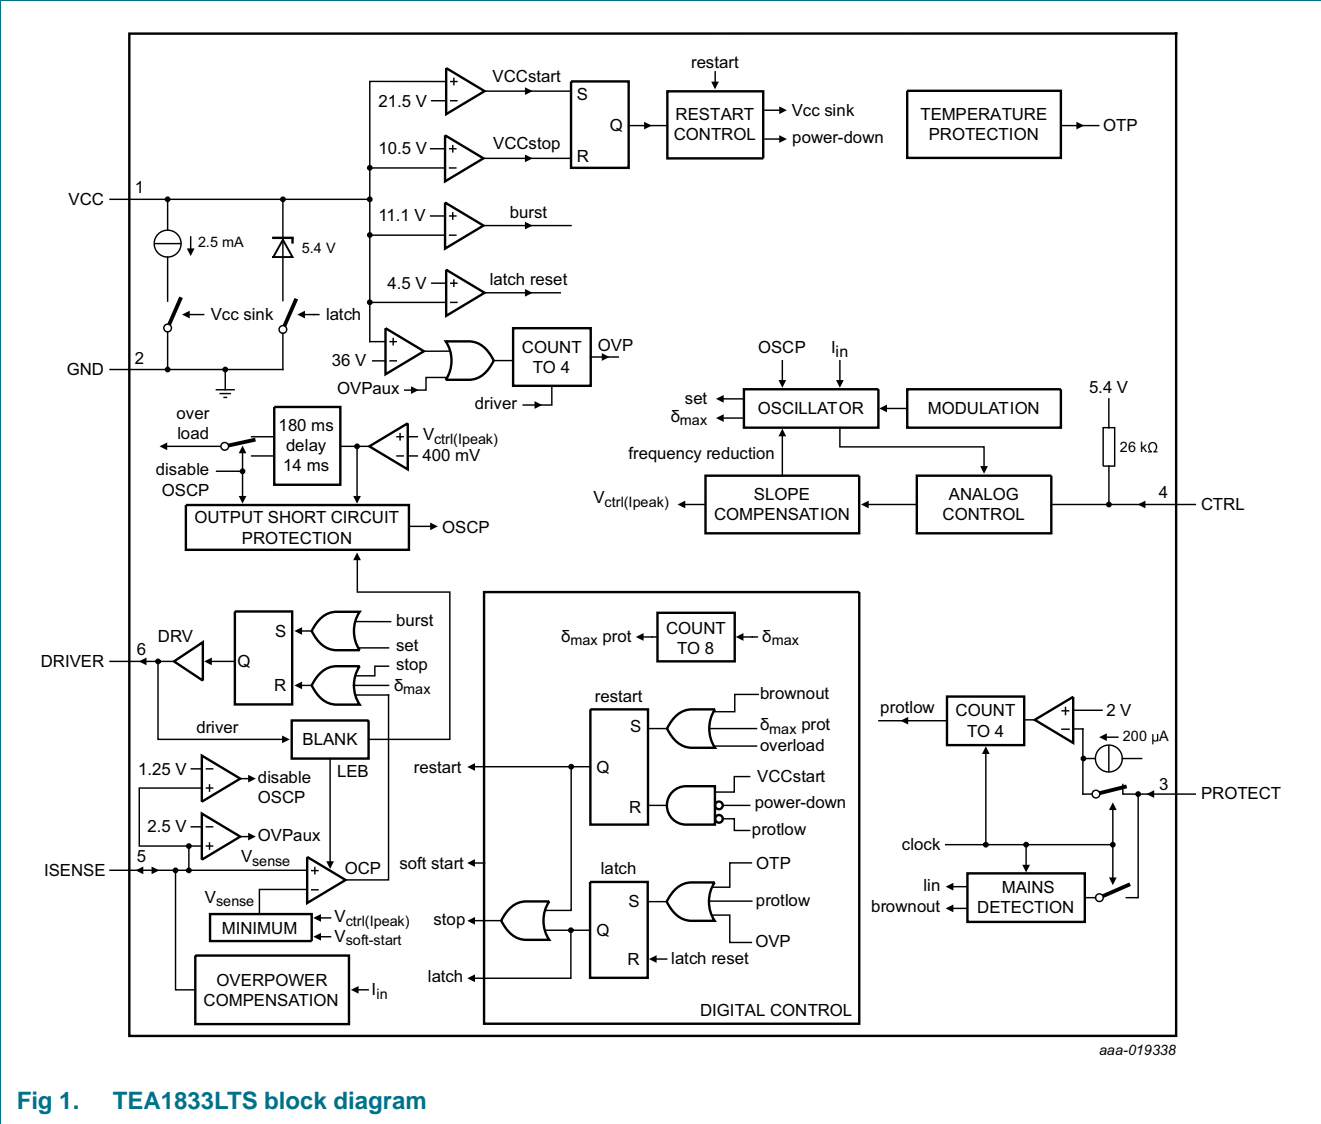 restart
VCCstart
21.5 V
+
−
S
Q
R
RESTART
CONTROL
Vcc sink
power-down
TEMPERATURE
PROTECTION
OTP
10.5 V
+
−
VCCstop
VCC
1
11.1 V
+
−
burst
2.5 mA
5.4 V
4.5 V
+
−
latch reset
Vcc sink
latch
GND
2
+
−
36 V
OVPaux
COUNT
TO 4
OVP
driver
OSCP
Iin
set
δmax
OSCILLATOR
MODULATION
5.4 V
26 kΩ
frequency reduction
over
load
180 ms
delay
14 ms
+
−
Vctrl(Ipeak)
400 mV
disable
OSCP
OUTPUT SHORT CIRCUIT
PROTECTION
OSCP
Vctrl(Ipeak)
SLOPE
COMPENSATION
ANALOG
CONTROL
4
CTRL
DRV
DRIVER
6
Q
S
R
burst
set
stop
δmax
driver
BLANK
LEB
1.25 V
−
+
disable
OSCP
2.5 V
−
+
OVPaux
ISENSE
5
Vsense
+
−
OCP
Vsense
MINIMUM
Vctrl(Ipeak)
Vsoft-start
OVERPOWER
COMPENSATION
Iin
δmax prot
COUNT
TO 8
δmax
restart
S
Q
R
brownout
δmax prot
overload
VCCstart
power-down
protlow
restart
soft start
stop
latch
latch
S
Q
R
OTP
protlow
OVP
latch reset
DIGITAL CONTROL
protlow
COUNT
TO 4
+
−
2 V
200 µA
3
PROTECT
clock
Iin
brownout
MAINS
DETECTION
aaa-019338
Fig 1. TEA1833LTS block diagram